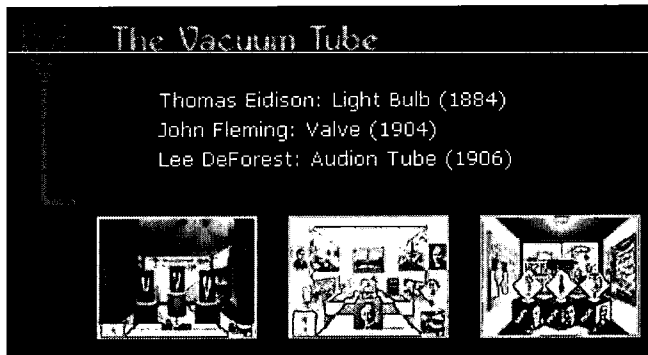 The Vacuum Tube
Thomas Eidison: Light Bulb (1884)
John Fleming: Valve (1904)
Lee DeForest: Audion Tube (1906)